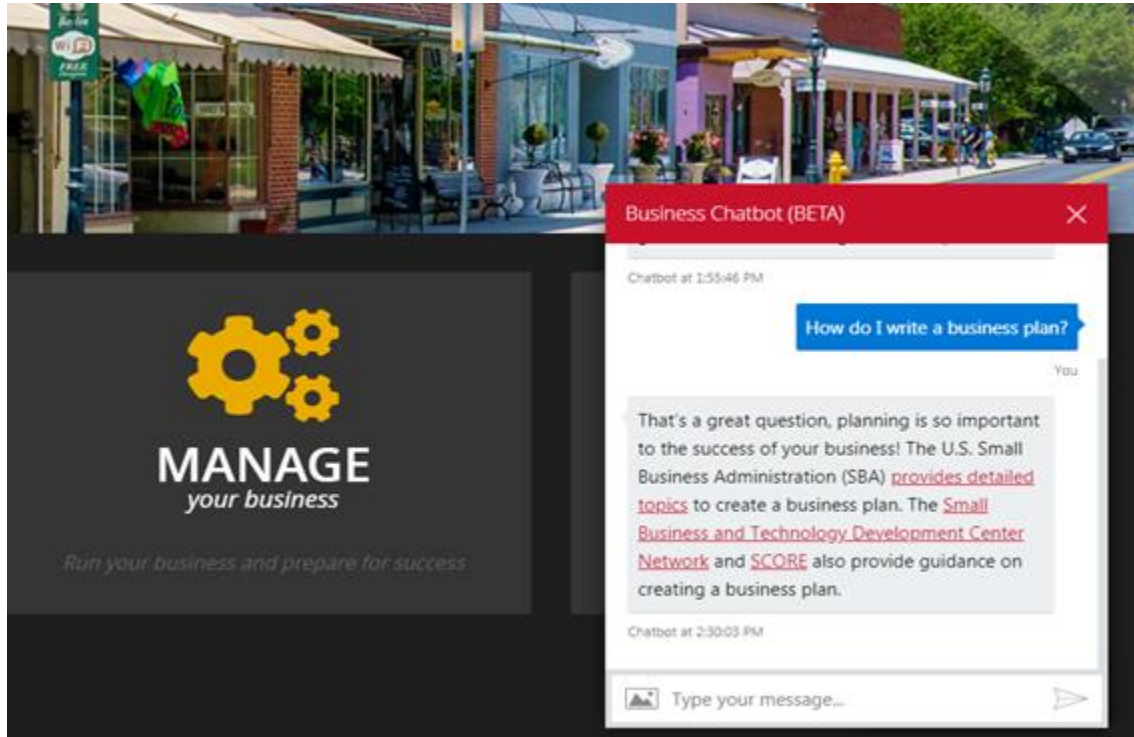 Be-In
WiFi
FREE
MANAGE
your business
Run your business and prepare for success
Business Chatbot (BETA)
Chatbot at 1:55:46 PM
How do I write a business plan?
You
That's a great question, planning is so important
to the success of your business! The U.S. Small
Business Administration (SBA) provides detailed
topics to create a business plan. The Small
Business and Technology Development Center
Network and SCORE also provide guidance on
creating a business plan.
Chatbot at 2:30:03 PM
Type your message...